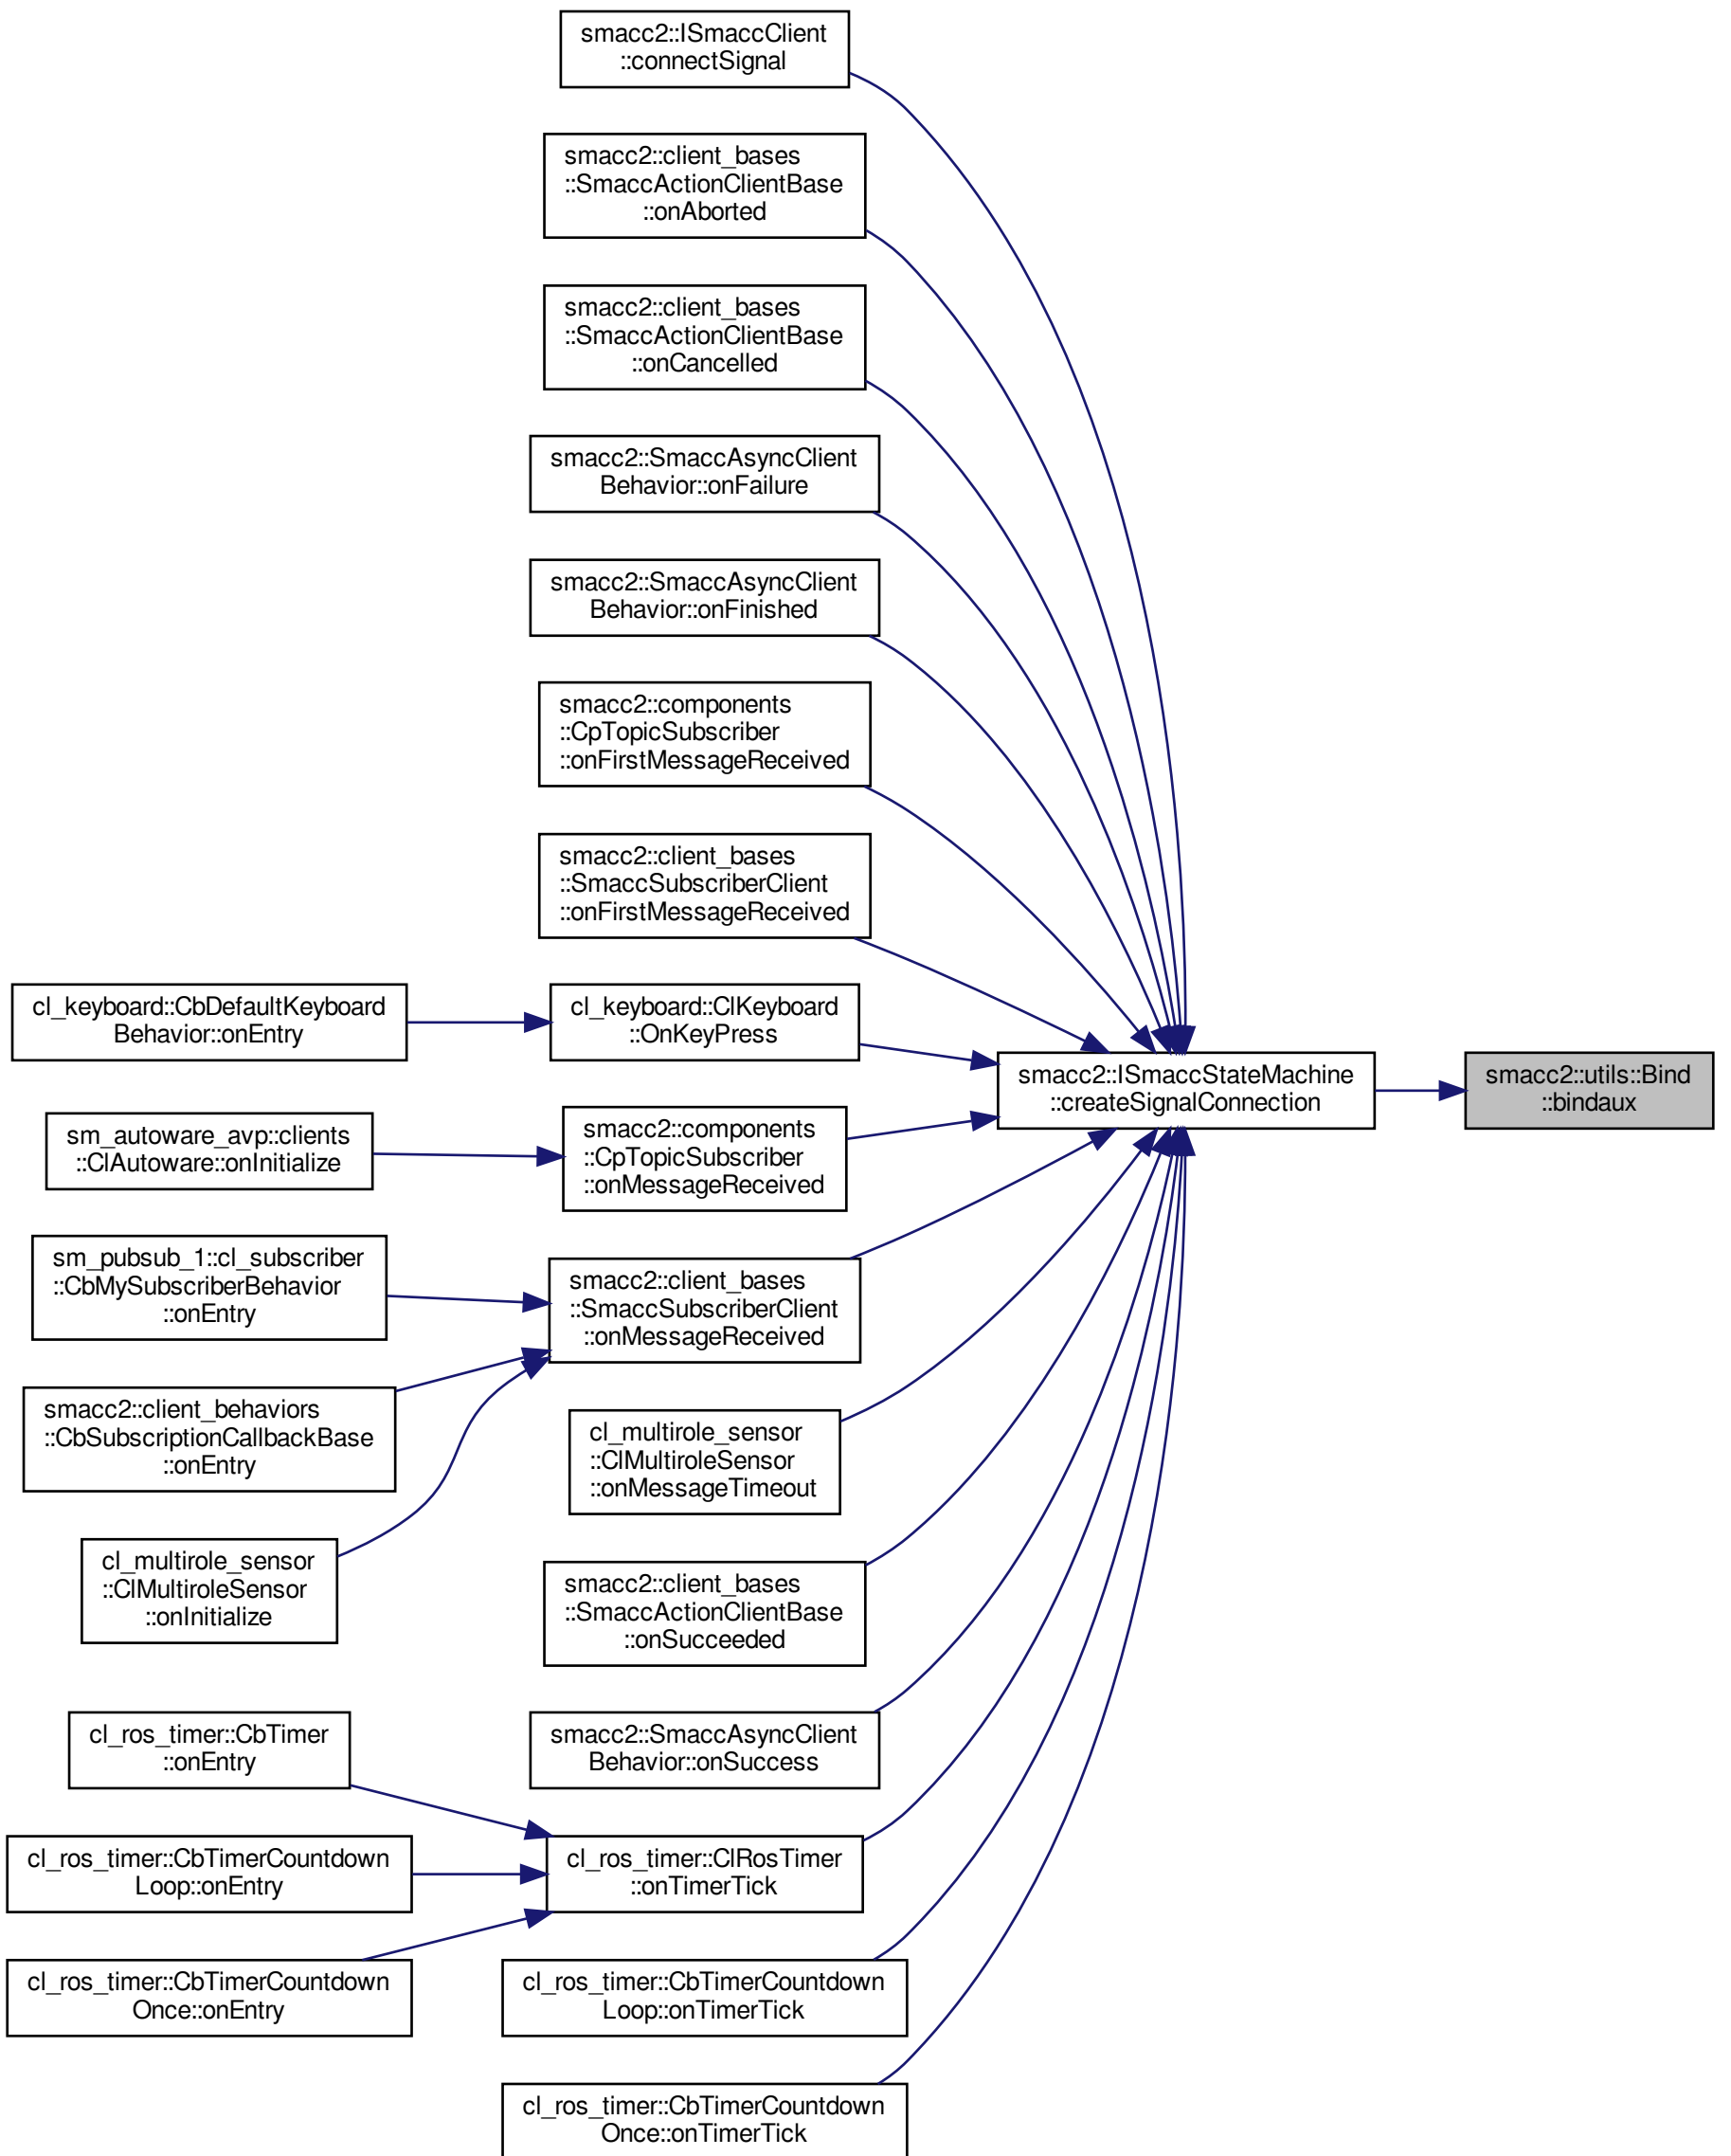 smacc2::ISmaccClient
::connectSignal
smacc2::client_bases
::SmaccActionClientBase
::onAborted
smacc2::client_bases
::SmaccActionClientBase
::onCancelled
smacc2::SmaccAsyncClient
Behavior::onFailure
smacc2::SmaccAsyncClient
Behavior::onFinished
smacc2::components
::CpTopicSubscriber
::onFirstMessageReceived
smacc2::client_bases
::SmaccSubscriberClient
::onFirstMessageReceived
cl_keyboard::CbDefaultKeyboard
Behavior::onEntry
cl_keyboard::ClKeyboard
::OnKeyPress
smacc2::ISmaccStateMachine
::createSignalConnection
smacc2::utils::Bind
::bindaux
sm_autoware_avp::clients
::ClAutoware::onInitialize
smacc2::components
::CpTopicSubscriber
::onMessageReceived
sm_pubsub_1::cl_subscriber
::CbMySubscriberBehavior
::onEntry
smacc2::client_bases
::SmaccSubscriberClient
::onMessageReceived
smacc2::client_behaviors
::CbSubscriptionCallbackBase
::onEntry
cl_multirole_sensor
::ClMultiroleSensor
::onMessageTimeout
cl_multirole_sensor
::ClMultiroleSensor
::onInitialize
smacc2::client_bases
::SmaccActionClientBase
::onSucceeded
cl_ros_timer::CbTimer
::onEntry
smacc2::SmaccAsyncClient
Behavior::onSuccess
cl_ros_timer::CbTimerCountdown
Loop::onEntry
cl_ros_timer::ClRosTimer
::onTimerTick
cl_ros_timer::CbTimerCountdown
Once::onEntry
cl_ros_timer::CbTimerCountdown
Loop::onTimerTick
cl_ros_timer::CbTimerCountdown
Once::onTimerTick